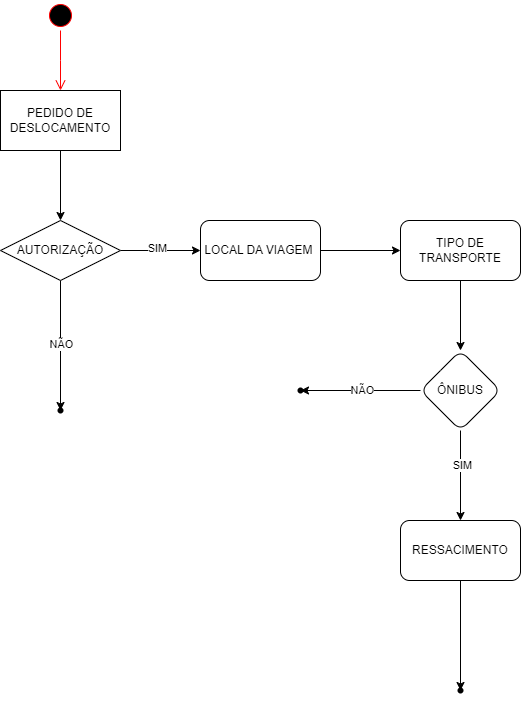 PEDIDO DE
DESLOCAMENTO
AUTORIZAÇÃO
SIM
LOCAL DA VIAGEM
TIPO DE
TRANSPORTE
NÃO
NÃO
ÔNIBUS
SIM
RESSACIMENTO